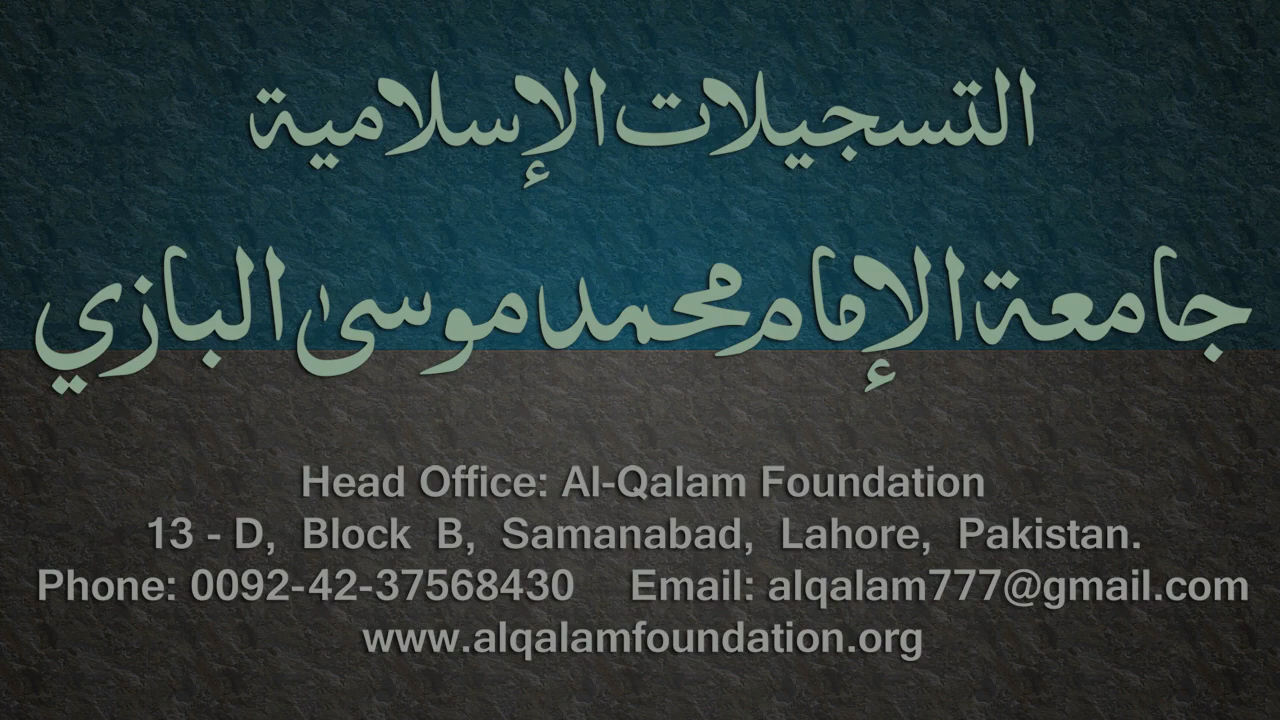 التسجيلات الإسلامية
جامعة الإمام محمد موسىٰ البازي
Head Office: Al-Qalam Foundation
13 - D, Block B, Samanabad, Lahore, Pakistan.
Phone: 0092-42-37568430 Email: alqalam777@gmail.com
www.alqalamfoundation.org